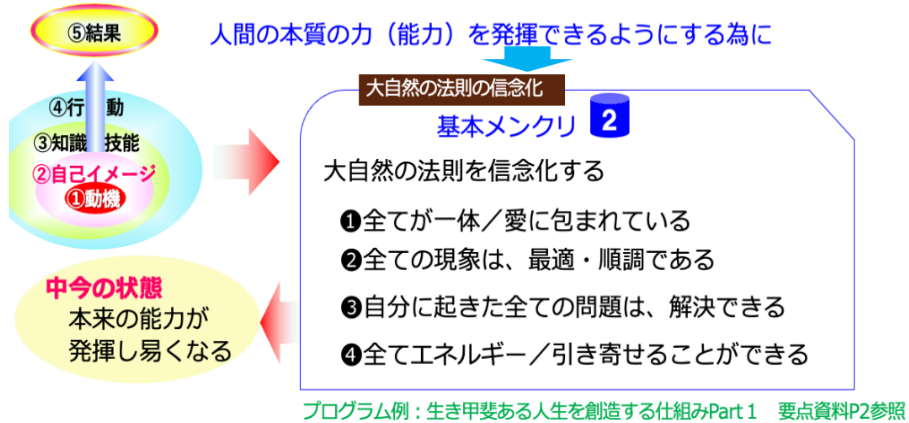 ⑤結果
人間の本質の力（能力）を発揮できるようにする為に
大自然の法則の信念化
④行 動
基本メンクリ 2
③知識 技能
②自己イメージ
①動機
大自然の法則を信念化する
❶全てが一体／愛に包まれている
❷全ての現象は、最適・順調である
❸自分に起きた全ての問題は、解決できる
❹全てエネルギー／引き寄せることができる
中今の状態
本来の能力が
発揮し易くなる
プログラム例：生き甲斐ある人生を創造する仕組みPart 1　要点資料P2参照